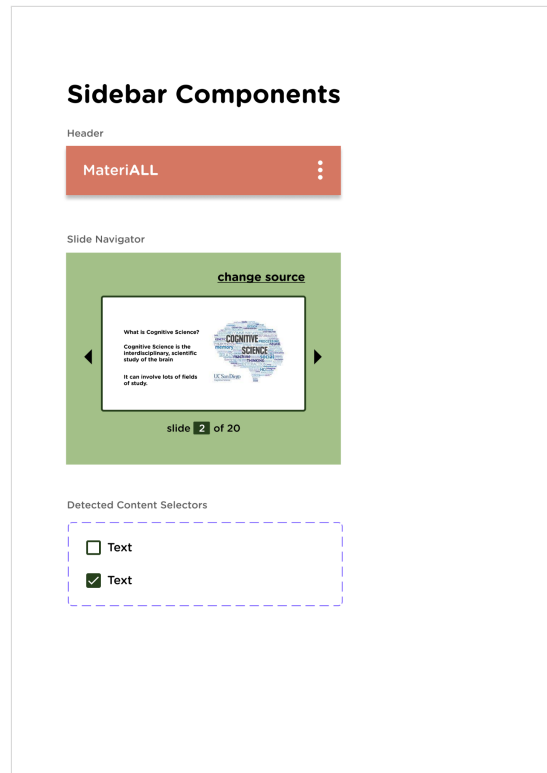 Sidebar Components
Header
MateriALL
Slide Navigator
change source
What is Cognitive Science?
Cognitive Science is the
interdisciplinary, scientific
study of the brain
It can involve lots of fields
of study.
COGNITIVE
SCIENCE
memory
THINKING
UC San Diego
slide 2 of 20
Detected Content Selectors
Text
Text